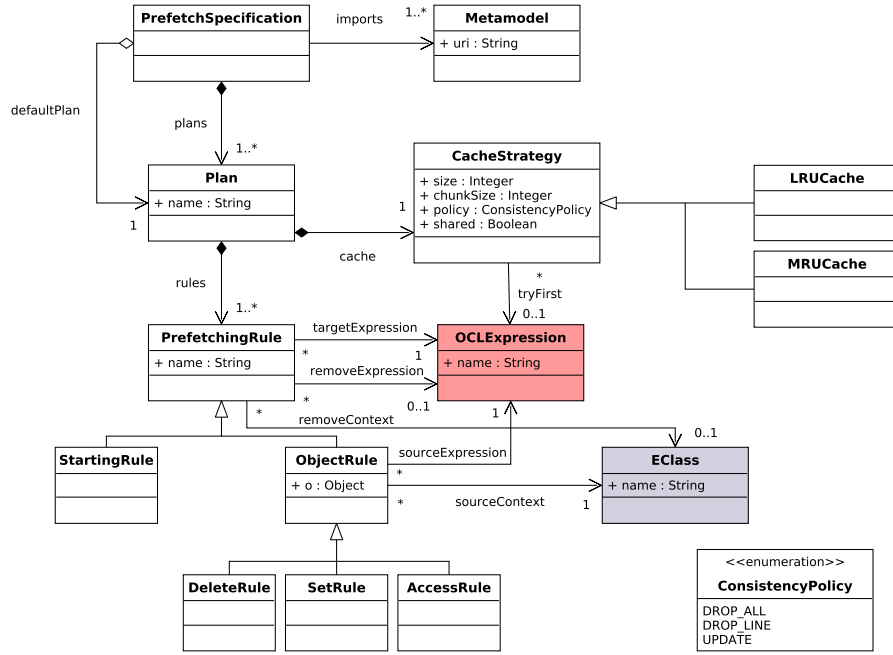 PrefetchSpecification
imports
1..*
Metamodel
+ uri : String
defaultPlan
plans
1..*
Plan
+ name : String
1
CacheStrategy
+ size : Integer
+ chunkSize : Integer
+ policy : ConsistencyPolicy
+ shared : Boolean
1
cache
LRUCache
MRUCache
rules
1..*
*
tryFirst
0..1
PrefetchingRule
+ name : String
targetExpression
*
1
removeExpression
*
0..1
OCLExpression
+ name : String
*
removeContext
1
0..1
StartingRule
ObjectRule
+ o : Object
sourceExpression
*
*
sourceContext
1
EClass
+ name : String
DeleteRule
SetRule
AccessRule
<<enumeration>>
ConsistencyPolicy
DROP_ALL
DROP_LINE
UPDATE